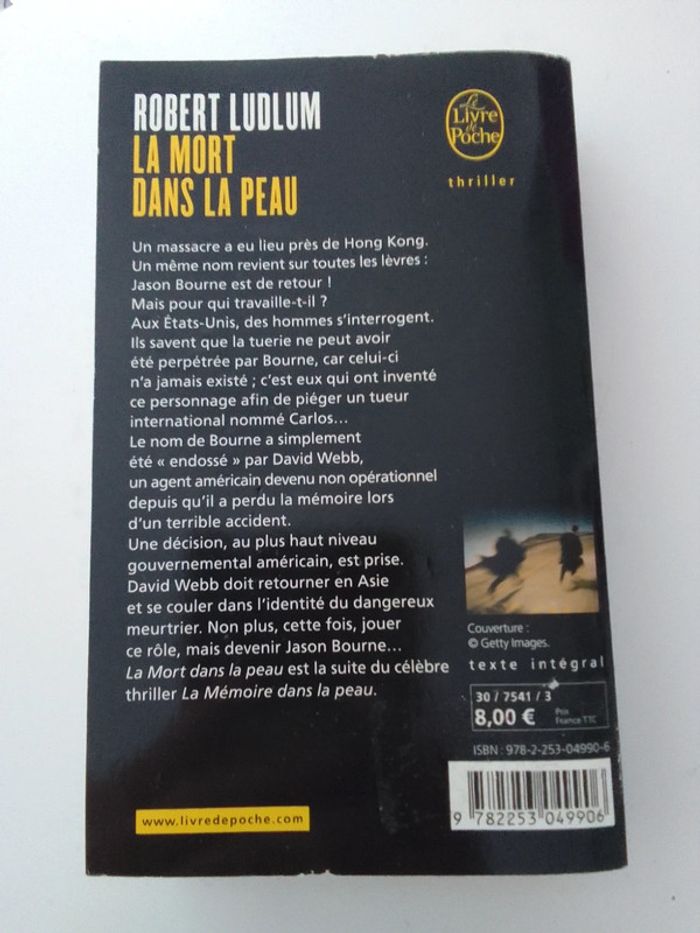 ROBERT LUDLUM
LA MORT
DANS LA PEAU
Le
Livre
de
Poche
thriller
Un massacre a eu lieu près de Hong Kong.
Un même nom revient sur toutes les lèvres :
Jason Bourne est de retour !
Mais pour qui travaille-t-il ?
Aux États-Unis, des hommes s'interrogent.
Ils savent que la tuerie ne peut avoir
été perpétrée par Bourne, car celui-ci
n'a jamais existé ; c'est eux qui ont inventé
ce personnage afin de piéger un tueur
international nommé Carlos...
Le nom de Bourne a simplement
été « endossé » par David Webb,
un agent américain devenu non opérationnel
depuis qu'il a perdu la mémoire lors
d'un terrible accident.
Une décision, au plus haut niveau
gouvernemental américain, est prise.
David Webb doit retourner en Asie
et se couler dans l'identité du dangereux
meurtrier. Non plus, cette fois, jouer
ce rôle, mais devenir Jason Bourne...
La Mort dans la peau est la suite du célèbre
thriller La Mémoire dans la peau.
Couverture :
© Getty Images.
texte intégral
30 / 7541 / 3
8,00 €
Prix
France TTC
ISBN : 978-2-253-04990-6
9 782253 049906
www.livredepoche.com